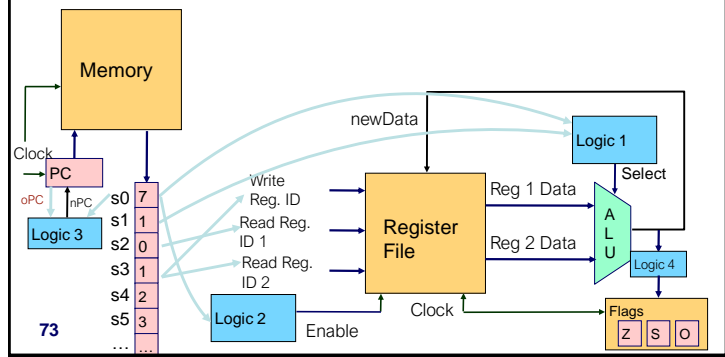 Memory
newData
Logic 1
Clock
PC
Select
oPC
nPC
s0 7
s1 1
s2 0
s3 1
s4 2
s5 3
... ...
Logic 3
Write
Reg. ID
Read Reg.
ID 1
Read Reg.
ID 2
Register
File
Reg 1 Data
Reg 2 Data
A
L
U
Logic 4
Logic 2
Enable
Clock
Flags
Z S O
73